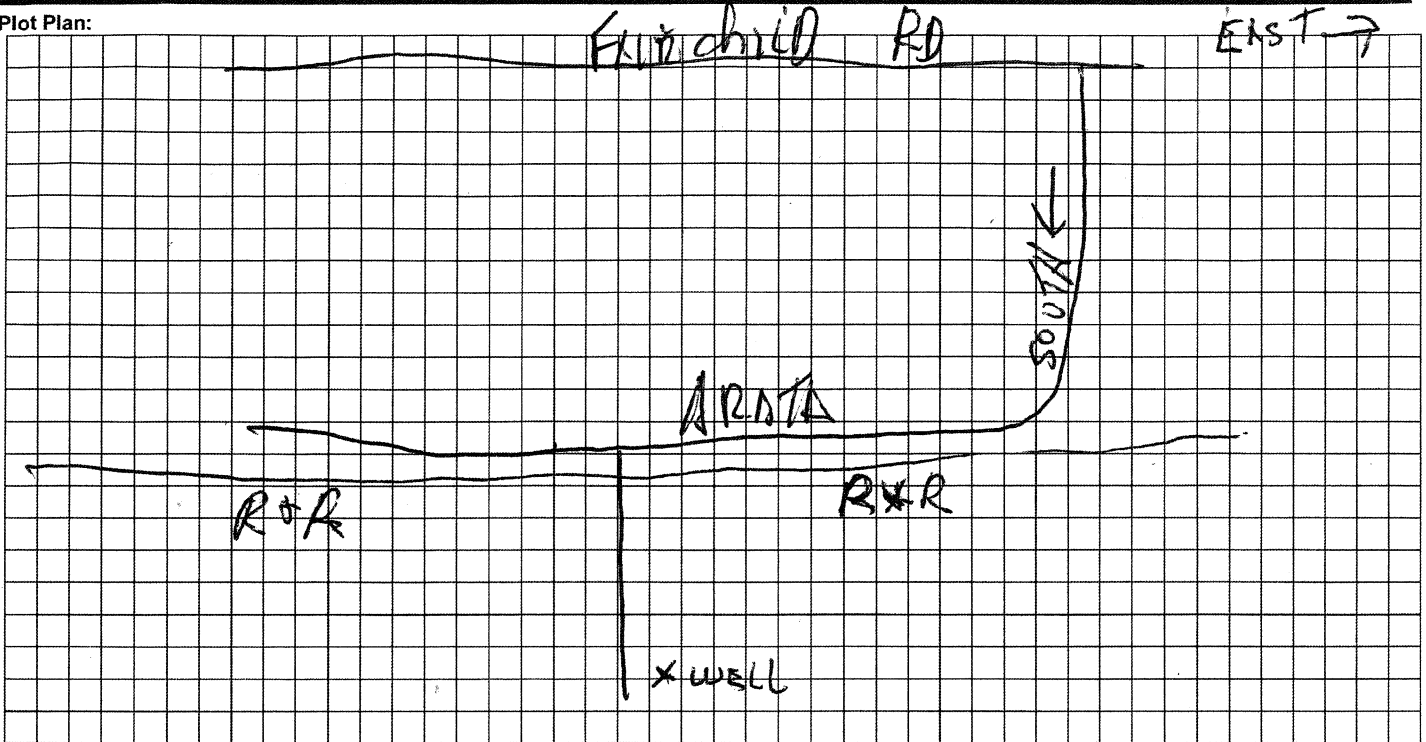 Plot Plan:
Fairchild RD
EAST →
SOUTH
ARATA
R+R
R*R
x WELL